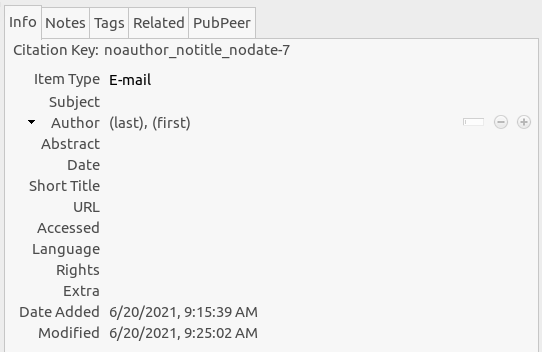 Info Notes Tags Related PubPeer
Citation Key: noauthor_notitle_nodate-7
Item Type E-mail
Subject
Author (last), (first)
Abstract
Date
Short Title
URL
Accessed
Language
Rights
Extra
Date Added 6/20/2021, 9:15:39 AM
Modified 6/20/2021, 9:25:02 AM